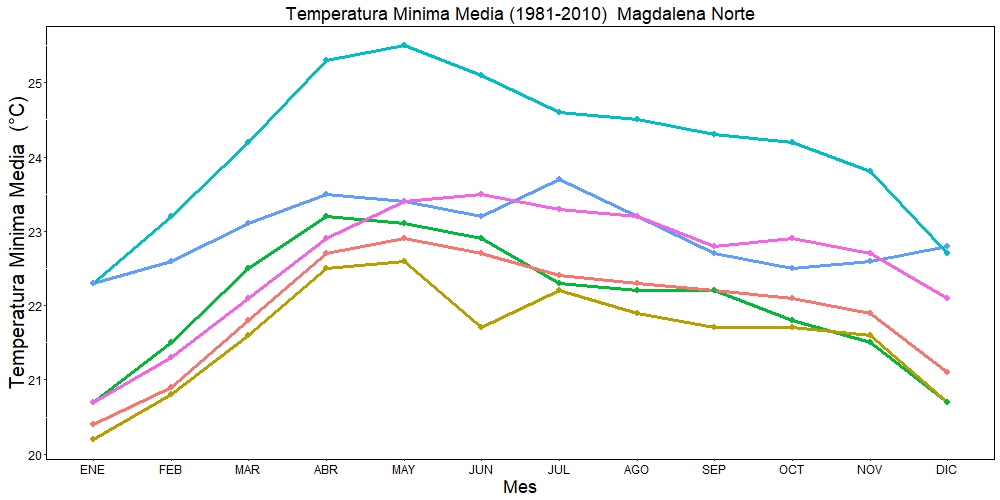 Temperatura Minima Media (1981-2010)  Magdalena Norte
Temperatura Minima Media  (°C)
25
24
23
22
21
20
ENE FEB MAR ABR MAY JUN JUL AGO SEP OCT NOV DIC
Mes